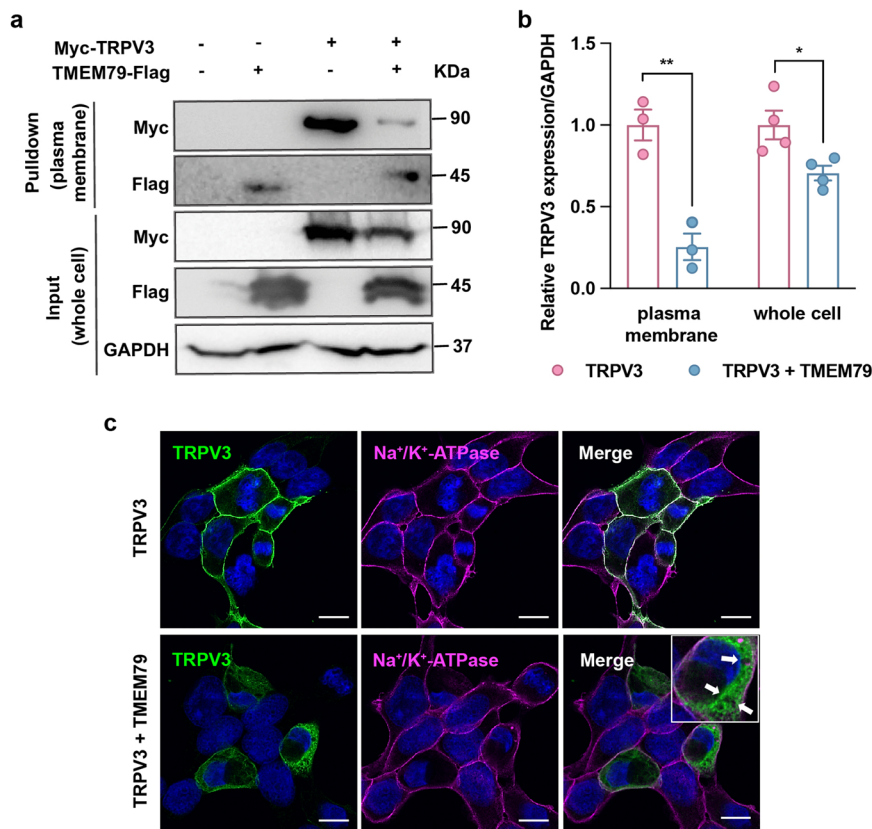 a
Myc-TRPV3 - - + +
TMEM79-Flag - + - + KDa
Pulldown
(plasma
membrane)
Myc 90
Flag 45
Input
(whole cell)
Myc 90
Flag 45
GAPDH 37
b
Relative TRPV3 expression/GAPDH
1.5
1.0
0.5
0.0
**
*
plasma
membrane
whole cell
TRPV3
TRPV3 + TMEM79
c
TRPV3
TRPV3
Na⁺/K⁺-ATPase
Merge
TRPV3 + TMEM79
TRPV3
Na⁺/K⁺-ATPase
Merge